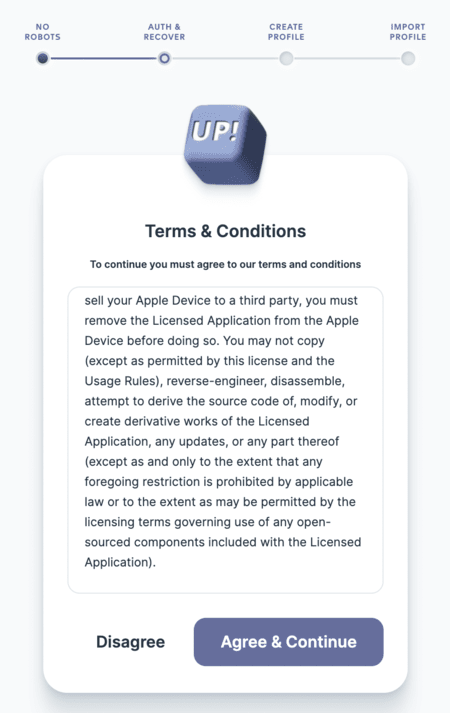 NO
ROBOTS
AUTH &
RECOVER
CREATE
PROFILE
IMPORT
PROFILE
UP!
Terms & Conditions
To continue you must agree to our terms and conditions
sell your Apple Device to a third party, you must
remove the Licensed Application from the Apple
Device before doing so. You may not copy
(except as permitted by this license and the
Usage Rules), reverse-engineer, disassemble,
attempt to derive the source code of, modify, or
create derivative works of the Licensed
Application, any updates, or any part thereof
(except as and only to the extent that any
foregoing restriction is prohibited by applicable
law or to the extent as may be permitted by the
licensing terms governing use of any open-
sourced components included with the Licensed
Application).
Disagree
Agree & Continue